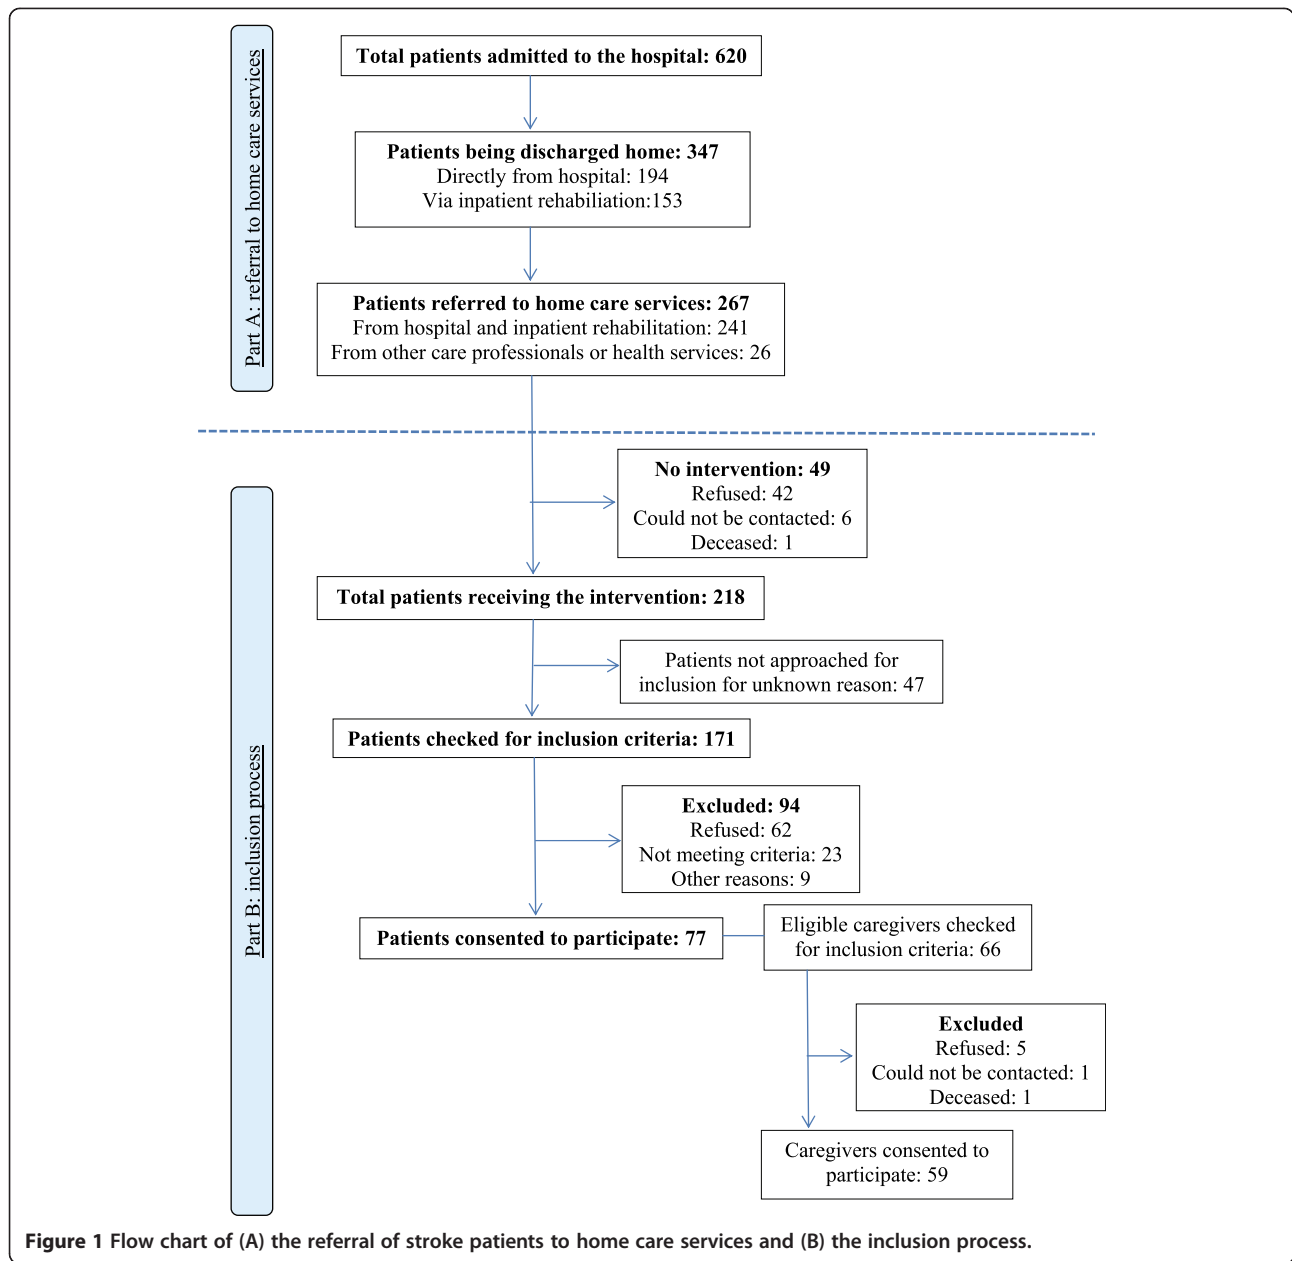 Part A: referral to home care services
Total patients admitted to the hospital: 620
Patients being discharged home: 347
Directly from hospital: 194
Via inpatient rehabiliation:153
Patients referred to home care services: 267
From hospital and inpatient rehabilitation: 241
From other care professionals or health services: 26
Part B: inclusion process
No intervention: 49
Refused: 42
Could not be contacted: 6
Deceased: 1
Total patients receiving the intervention: 218
Patients not approached for
inclusion for unknown reason: 47
Patients checked for inclusion criteria: 171
Excluded: 94
Refused: 62
Not meeting criteria: 23
Other reasons: 9
Patients consented to participate: 77
Eligible caregivers checked
for inclusion criteria: 66
Excluded
Refused: 5
Could not be contacted: 1
Deceased: 1
Caregivers consented to
participate: 59
Figure 1 Flow chart of (A) the referral of stroke patients to home care services and (B) the inclusion process.